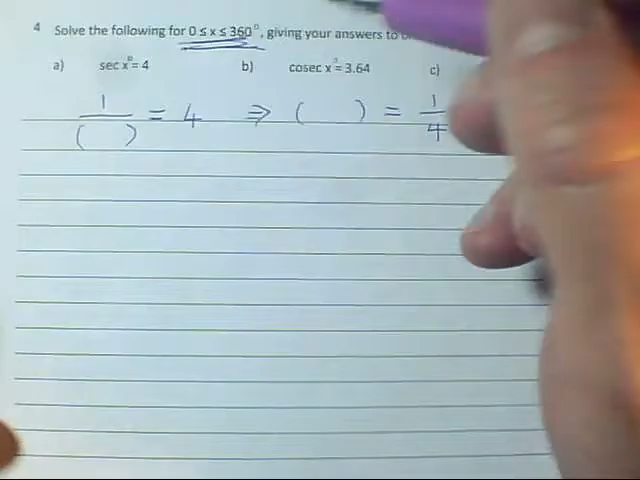 4 Solve the following for 0 ≤ x ≤ 360°, giving your answers to
a) sec x° = 4 b) cosec x° = 3.64 c)
1/( ) = 4 ⇒ ( ) = 1/4